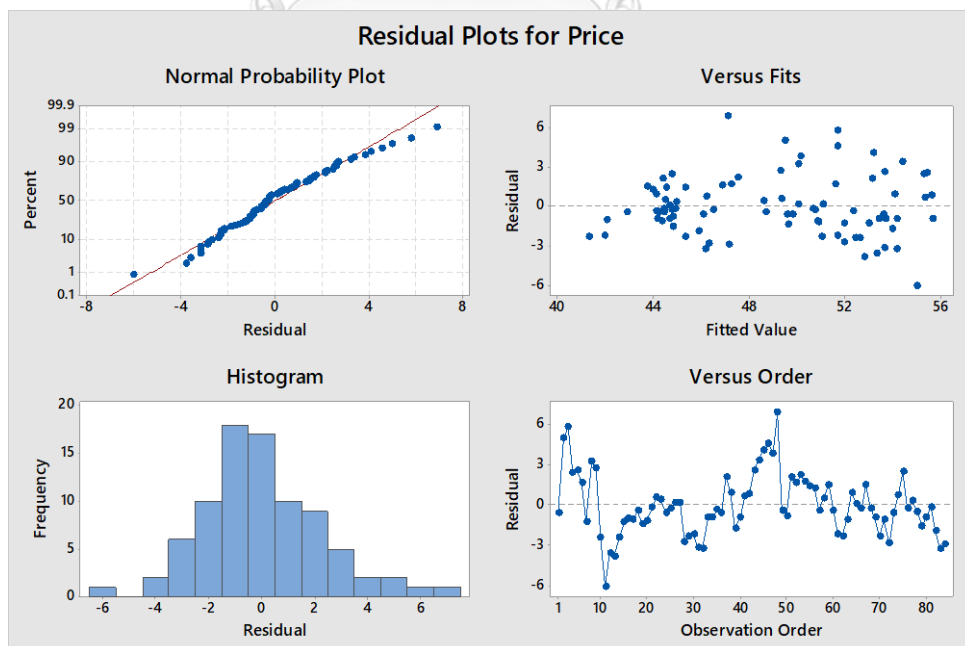 Residual Plots for Price
Normal Probability Plot
99.9
99
90
50
10
1
0.1
Percent
-8 -4 0 4 8
Residual
Versus Fits
6
3
0
-3
-6
Residual
40 44 48 52 56
Fitted Value
Histogram
20
15
10
5
0
Frequency
-6 -4 -2 0 2 4 6
Residual
Versus Order
6
3
0
-3
-6
Residual
1 10 20 30 40 50 60 70 80
Observation Order